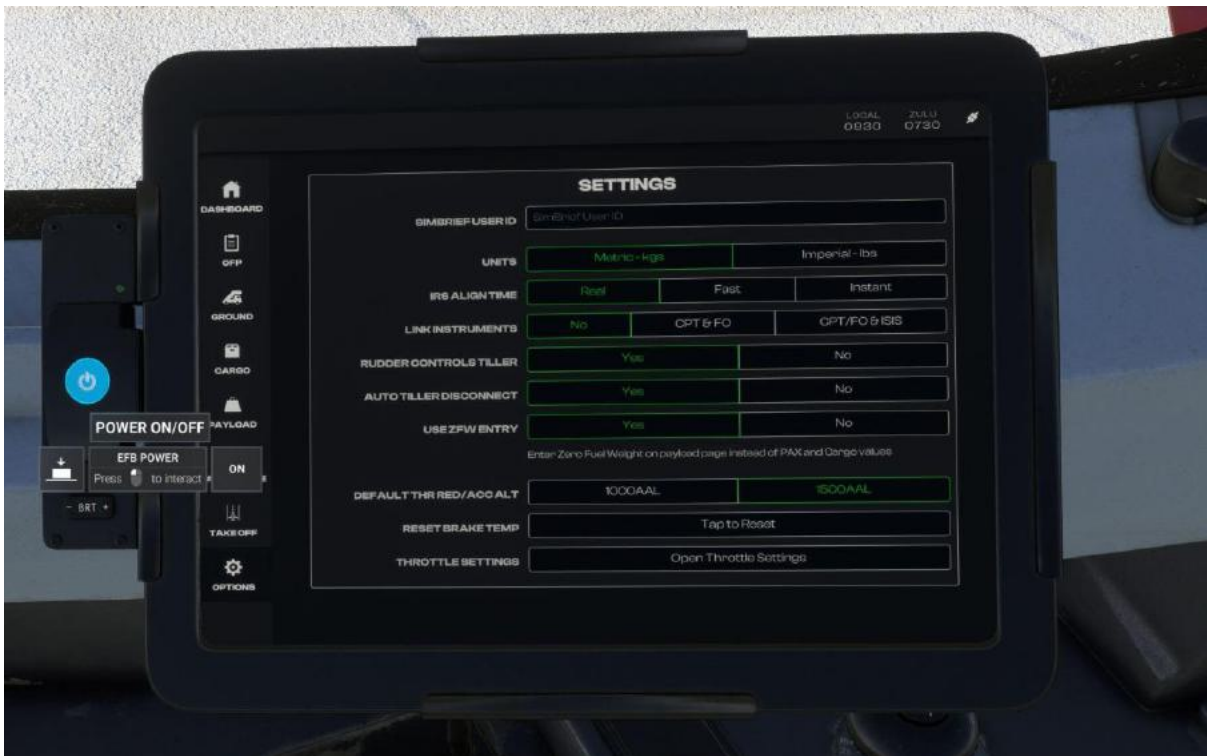 LOCAL ZULU
0930 0730
SETTINGS
DASHBOARD
OFP
GROUND
CARGO
PAYLOAD
TAKE OFF
OPTIONS
SIMBRIEF USER ID SimBrief User ID
UNITS Metric - kgs Imperial - lbs
IRS ALIGN TIME Real Fast Instant
LINK INSTRUMENTS No CPT & FO CPT/FO & ISIS
RUDDER CONTROLS TILLER Yes No
AUTO TILLER DISCONNECT Yes No
USE ZFW ENTRY Yes No
Enter Zero Fuel Weight on payload page instead of PAX and Cargo values
DEFAULT THR RED/ACC ALT 1000AAL 1500AAL
RESET BRAKE TEMP Tap to Reset
THROTTLE SETTINGS Open Throttle Settings
POWER ON/OFF
EFB POWER
Press to interact
ON
- BRT +